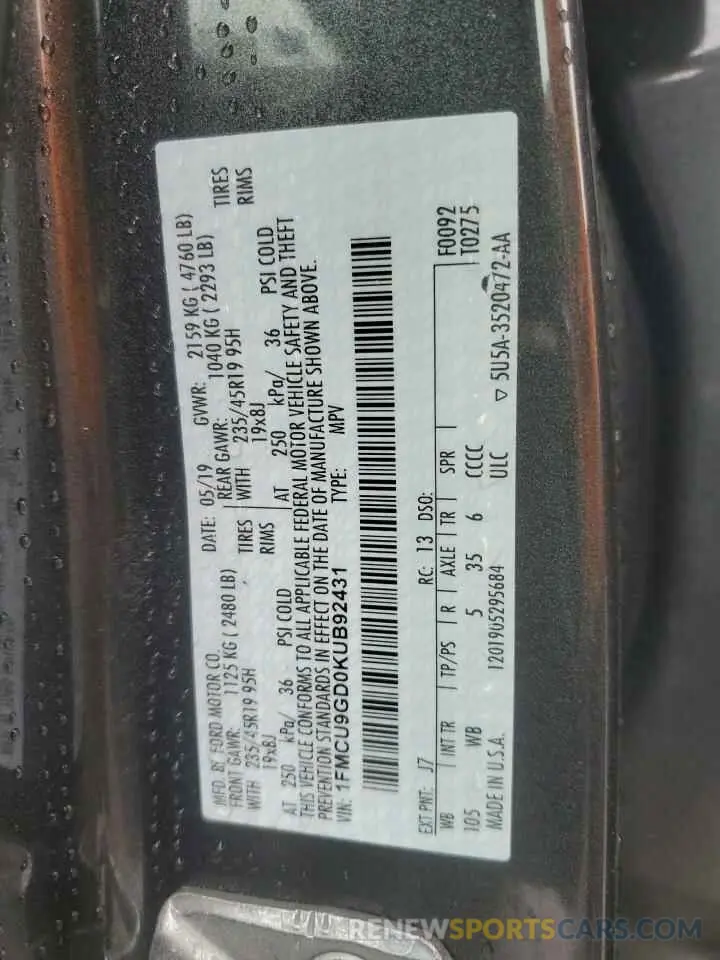 MFD. BY FORD MOTOR CO.
DATE: 05/19 GVWR: 2159 KG ( 4760 LB)
FRONT GAWR: 1125 KG ( 2480 LB) REAR GAWR: 1040 KG ( 2293 LB)
WITH 235/45R19 95H TIRES WITH 235/45R19 95H TIRES
19x8J RIMS 19x8J RIMS
AT 250 kPa/ 36 PSI COLD AT 250 kPa/ 36 PSI COLD
THIS VEHICLE CONFORMS TO ALL APPLICABLE FEDERAL MOTOR VEHICLE SAFETY AND THEFT
PREVENTION STANDARDS IN EFFECT ON THE DATE OF MANUFACTURE SHOWN ABOVE.
VIN: 1FMCU9GD0KUB92431 TYPE: MPV
F0092
EXT PNT: J7 RC: 13 DSO: T0275
WB INT TR TP/PS R AXLE TR SPR
105 WB 5 35 6 CCCC
MADE IN U.S.A. 12019U5295684 ULC ▽ 5U5A-3520472-AA
RENEWSPORTSCARS.COM